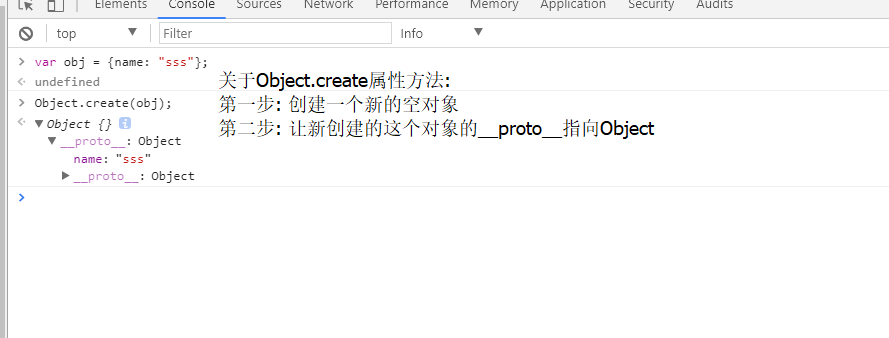 Elements Console Sources Network Performance Memory Application Security Audits
top Filter Info
> var obj = {name: "sss"};
undefined
关于Object.create属性方法:
> Object.create(obj);
第一步: 创建一个新的空对象
Object {}
第二步: 让新创建的这个对象的__proto__指向Object
__proto__: Object
name: "sss"
__proto__: Object